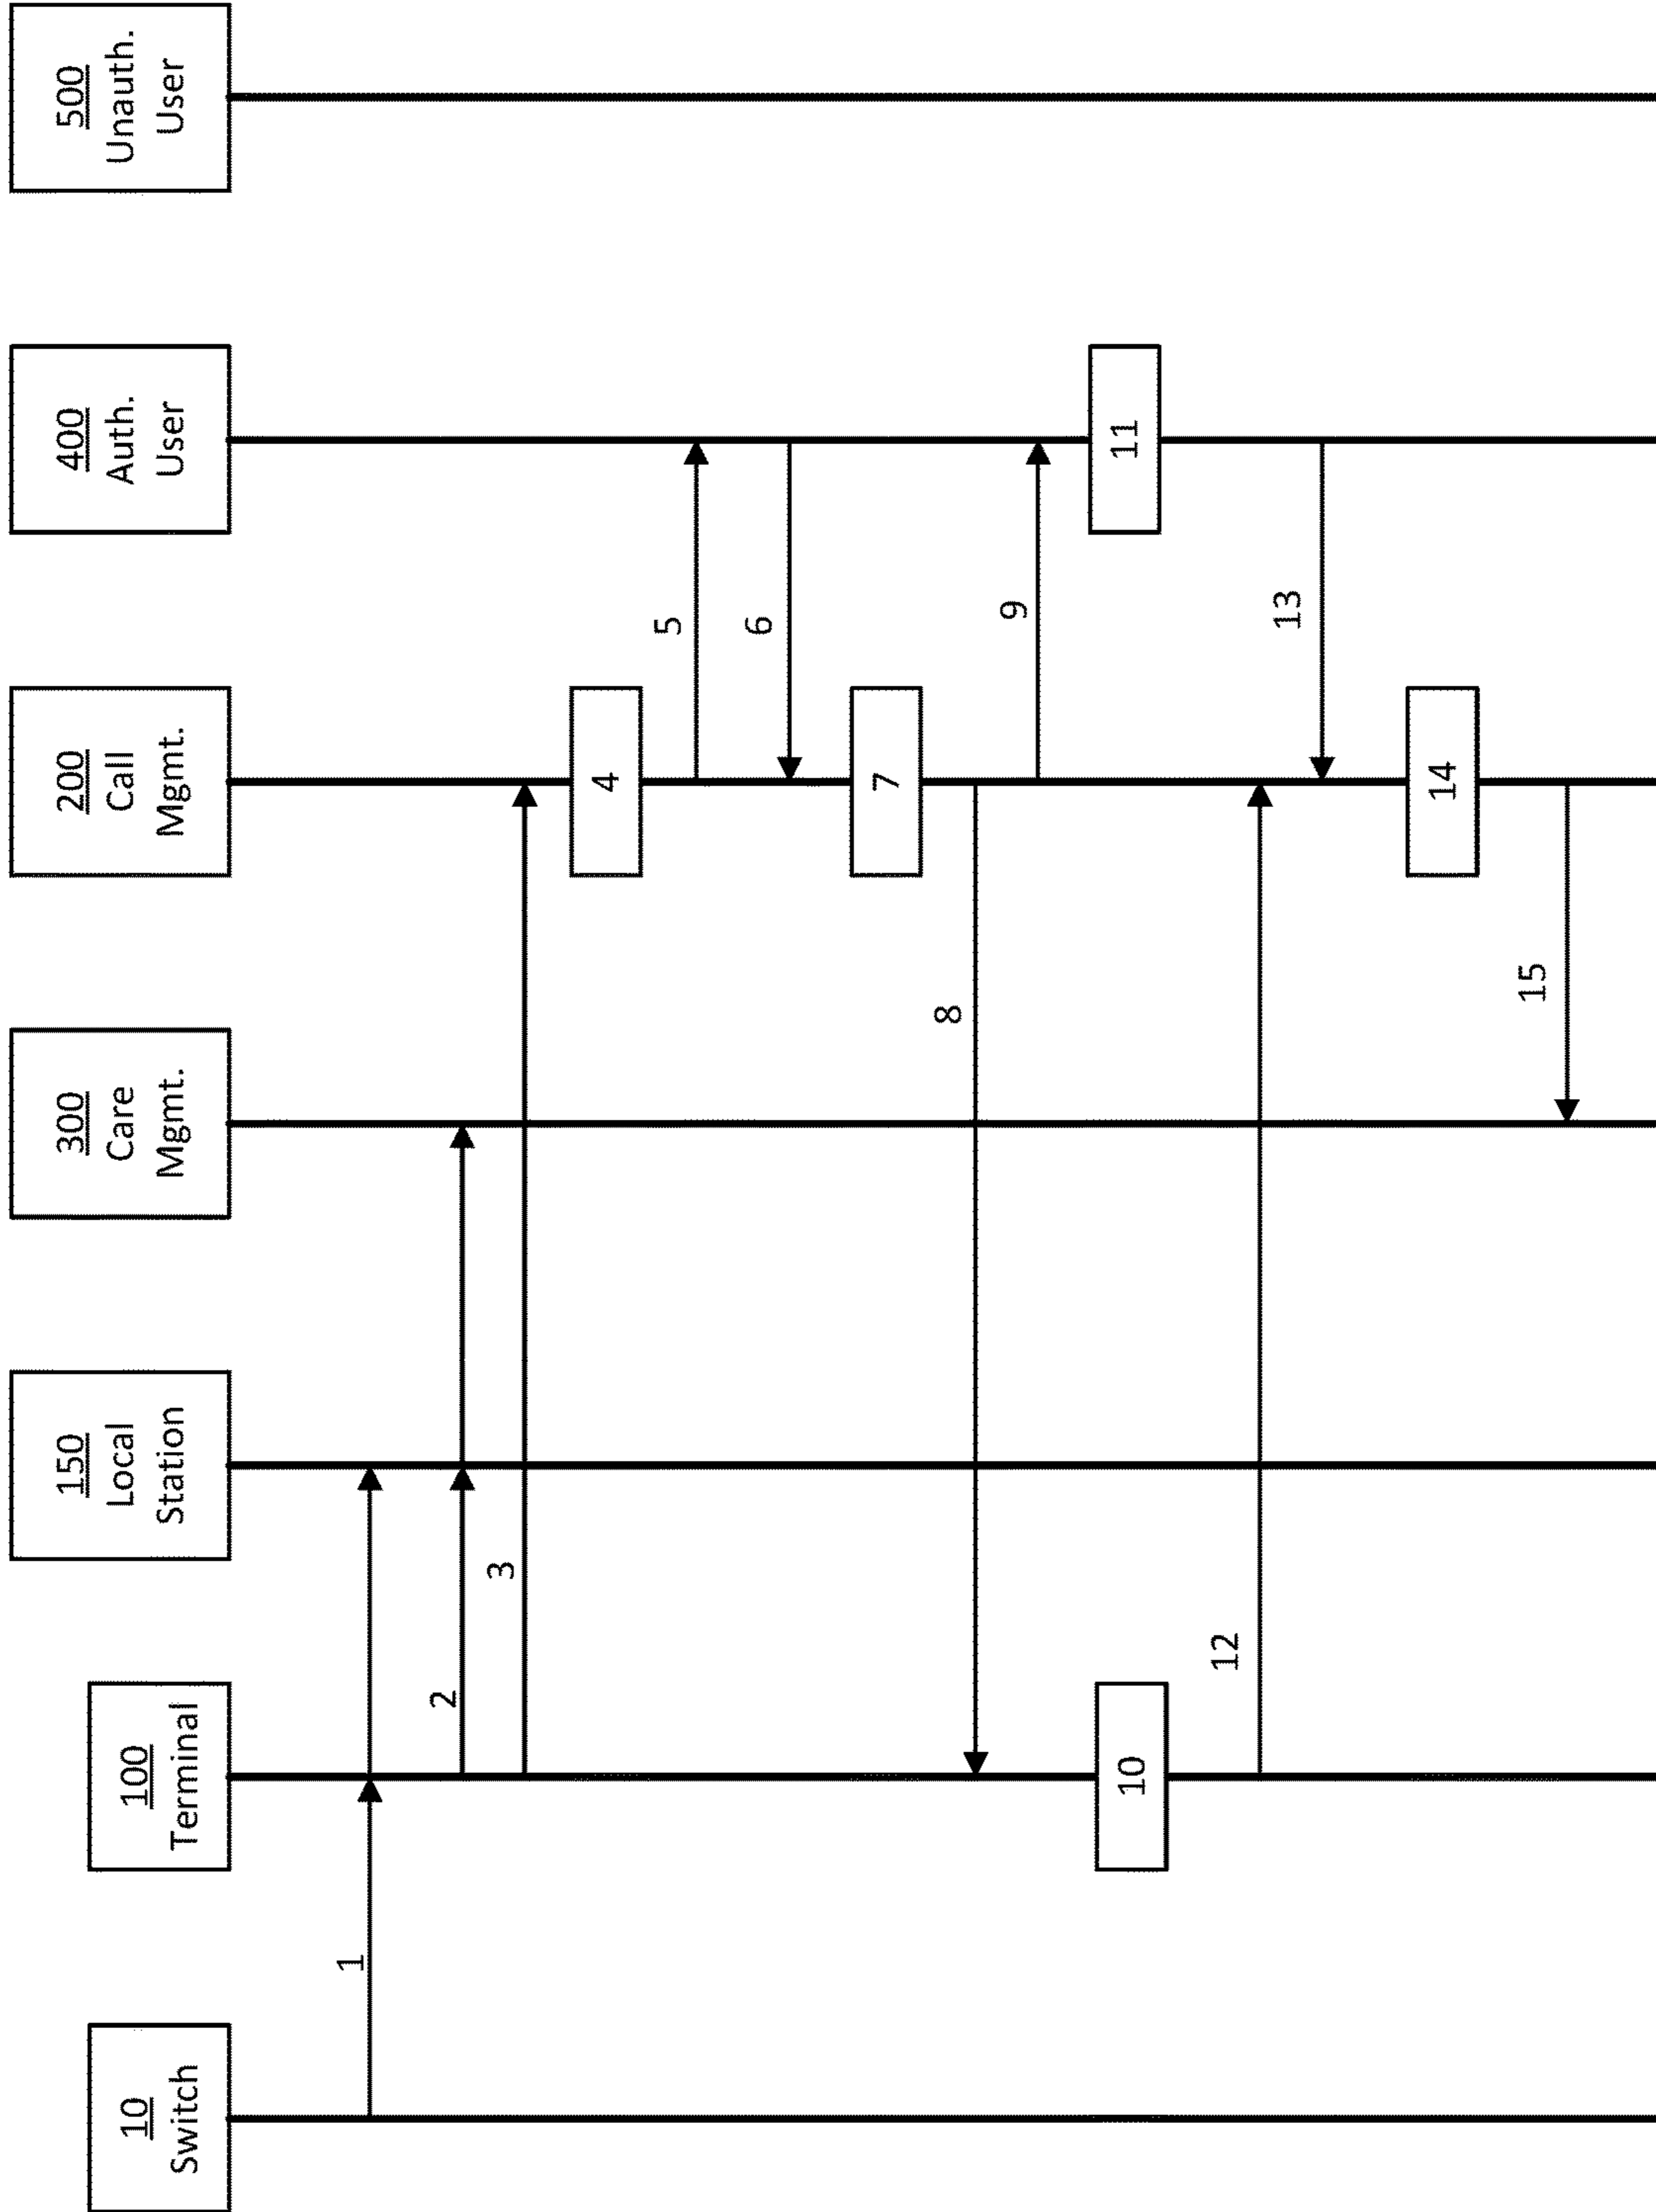 10
Switch
100
Terminal
150
Local
Station
300
Care
Mgmt.
200
Call
Mgmt.
400
Auth.
User
500
Unauth.
User
1
2
3
4
5
6
7
8
9
10
11
12
13
14
15